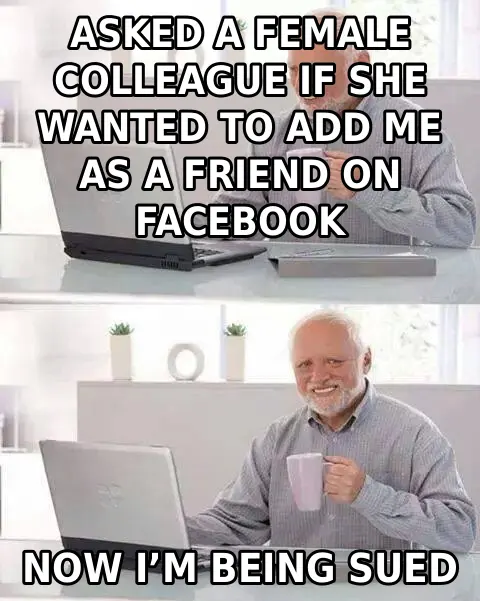 ASKED A FEMALE
COLLEAGUE IF SHE
WANTED TO ADD ME
AS A FRIEND ON
FACEBOOK
NOW I’M BEING SUED